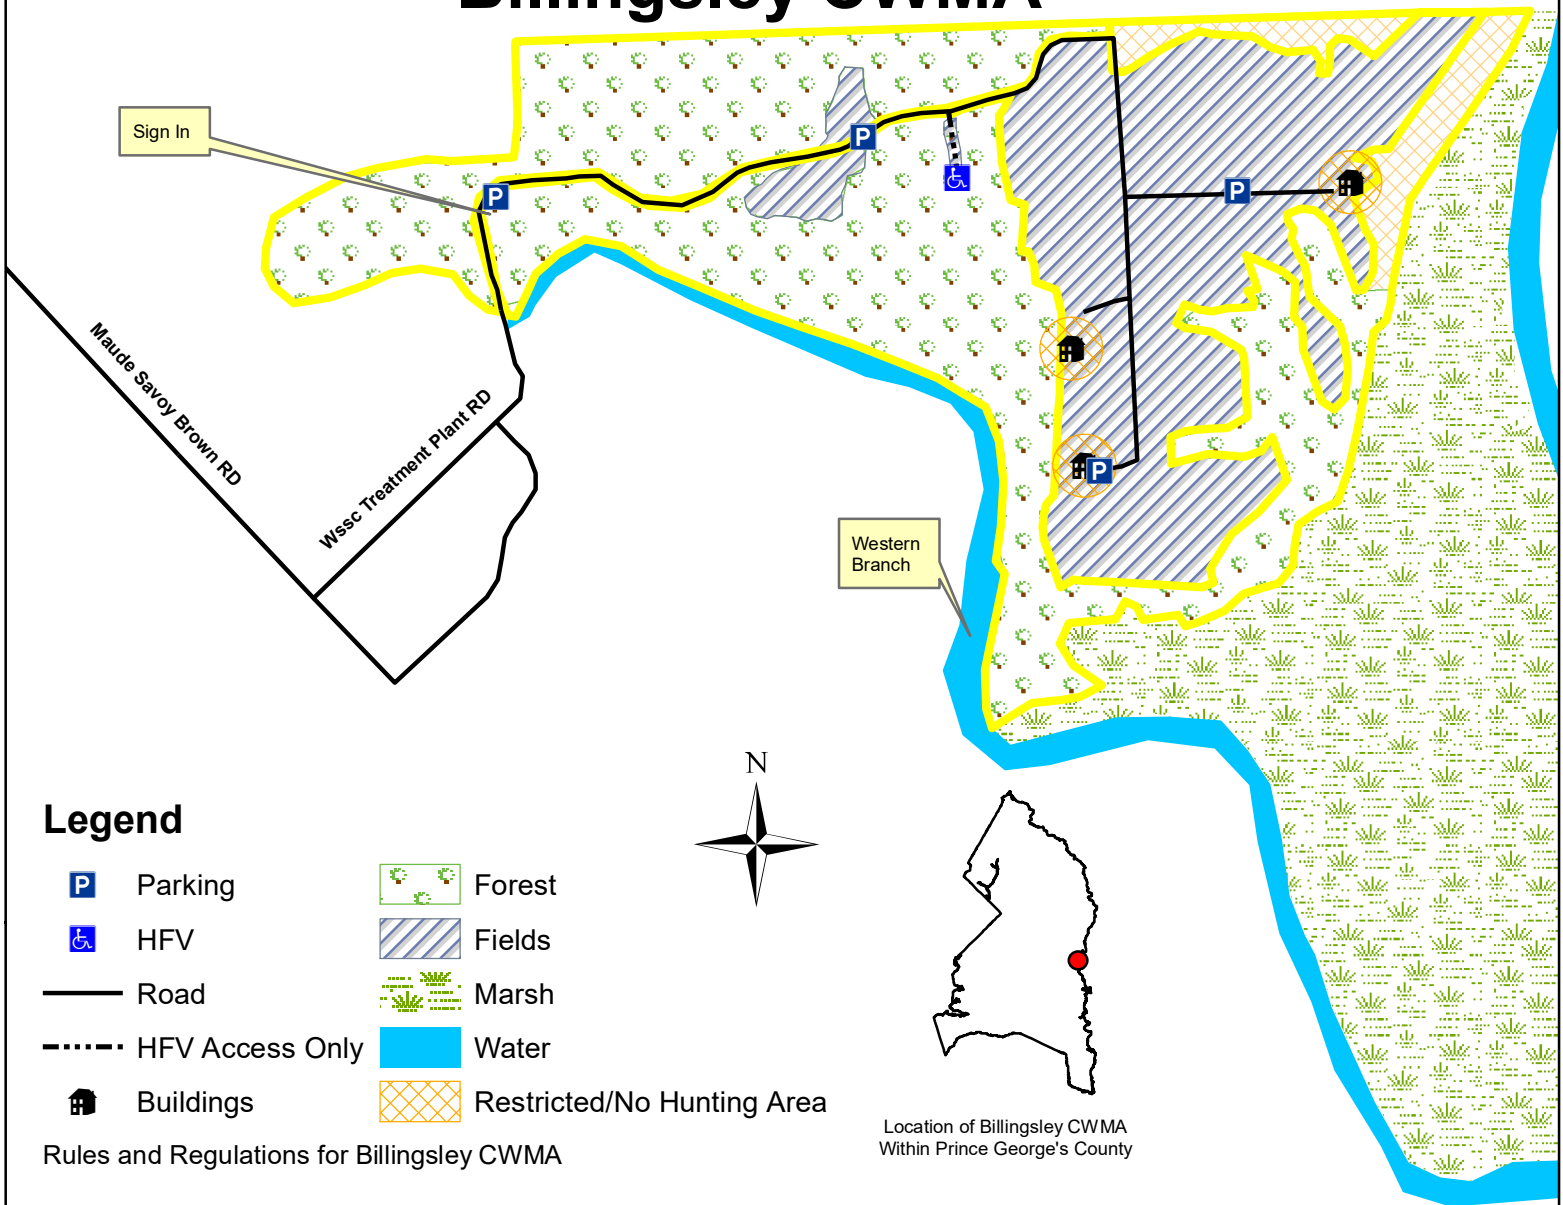 Billingsley CWMA
Sign In
P
P
P
P
Maude Savoy Brown RD
Wssc Treatment Plant RD
Western
Branch
N
Legend
P Parking
HFV
Road
HFV Access Only
Buildings
Forest
Fields
Marsh
Water
Restricted/No Hunting Area
Rules and Regulations for Billingsley CWMA
Location of Billingsley CWMA
Within Prince George's County